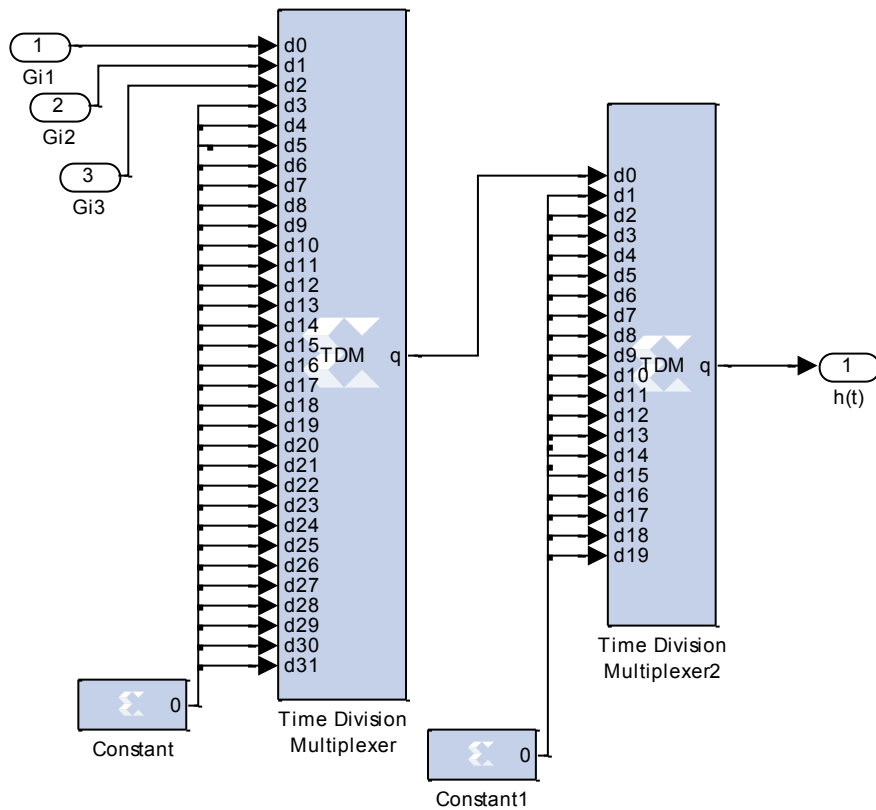 1
Gi1
2
Gi2
3
Gi3
d0
d1
d2
d3
d4
d5
d6
d7
d8
d9
d10
d11
d12
d13
d14
d15
d16
d17
d18
d19
d20
d21
d22
d23
d24
d25
d26
d27
d28
d29
d30
d31
TDM
q
Time Division
Multiplexer
0
Constant
d0
d1
d2
d3
d4
d5
d6
d7
d8
d9
d10
d11
d12
d13
d14
d15
d16
d17
d18
d19
TDM
q
Time Division
Multiplexer2
0
Constant1
1
h(t)